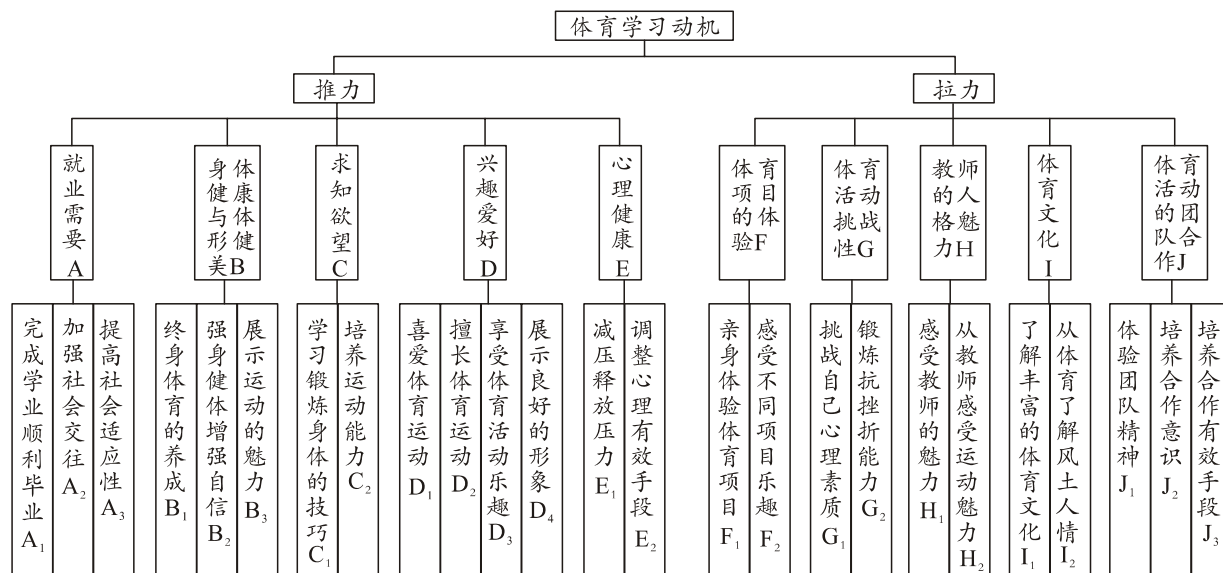 体育学习动机
推力
拉力
就业需要A
身体健康与体形健美B
求知欲望C
兴趣爱好D
心理健康E
体育项目的体验F
体育活动挑战性G
教师的人格魅力H
体育文化I
体育活动的团队合作J
完成学业顺利毕业A₁
加强社会交往A₂
提高社会适应性A₃
终身体育的养成B₁
强身健体增强自信B₂
展示运动的魅力B₃
学习锻炼身体的技巧C₁
培养运动能力C₂
喜爱体育运动D₁
擅长体育运动D₂
享受体育活动乐趣D₃
展示良好的形象D₄
减压释放压力E₁
调整心理有效手段E₂
亲身体验体育项目F₁
感受不同项目乐趣F₂
挑战自己心理素质G₁
锻炼抗挫折能力G₂
感受教师的魅力H₁
从教师感受运动魅力H₂
了解丰富的体育文化I₁
从体育了解风土人情I₂
体验团队精神J₁
培养合作意识J₂
培养合作有效手段J₃